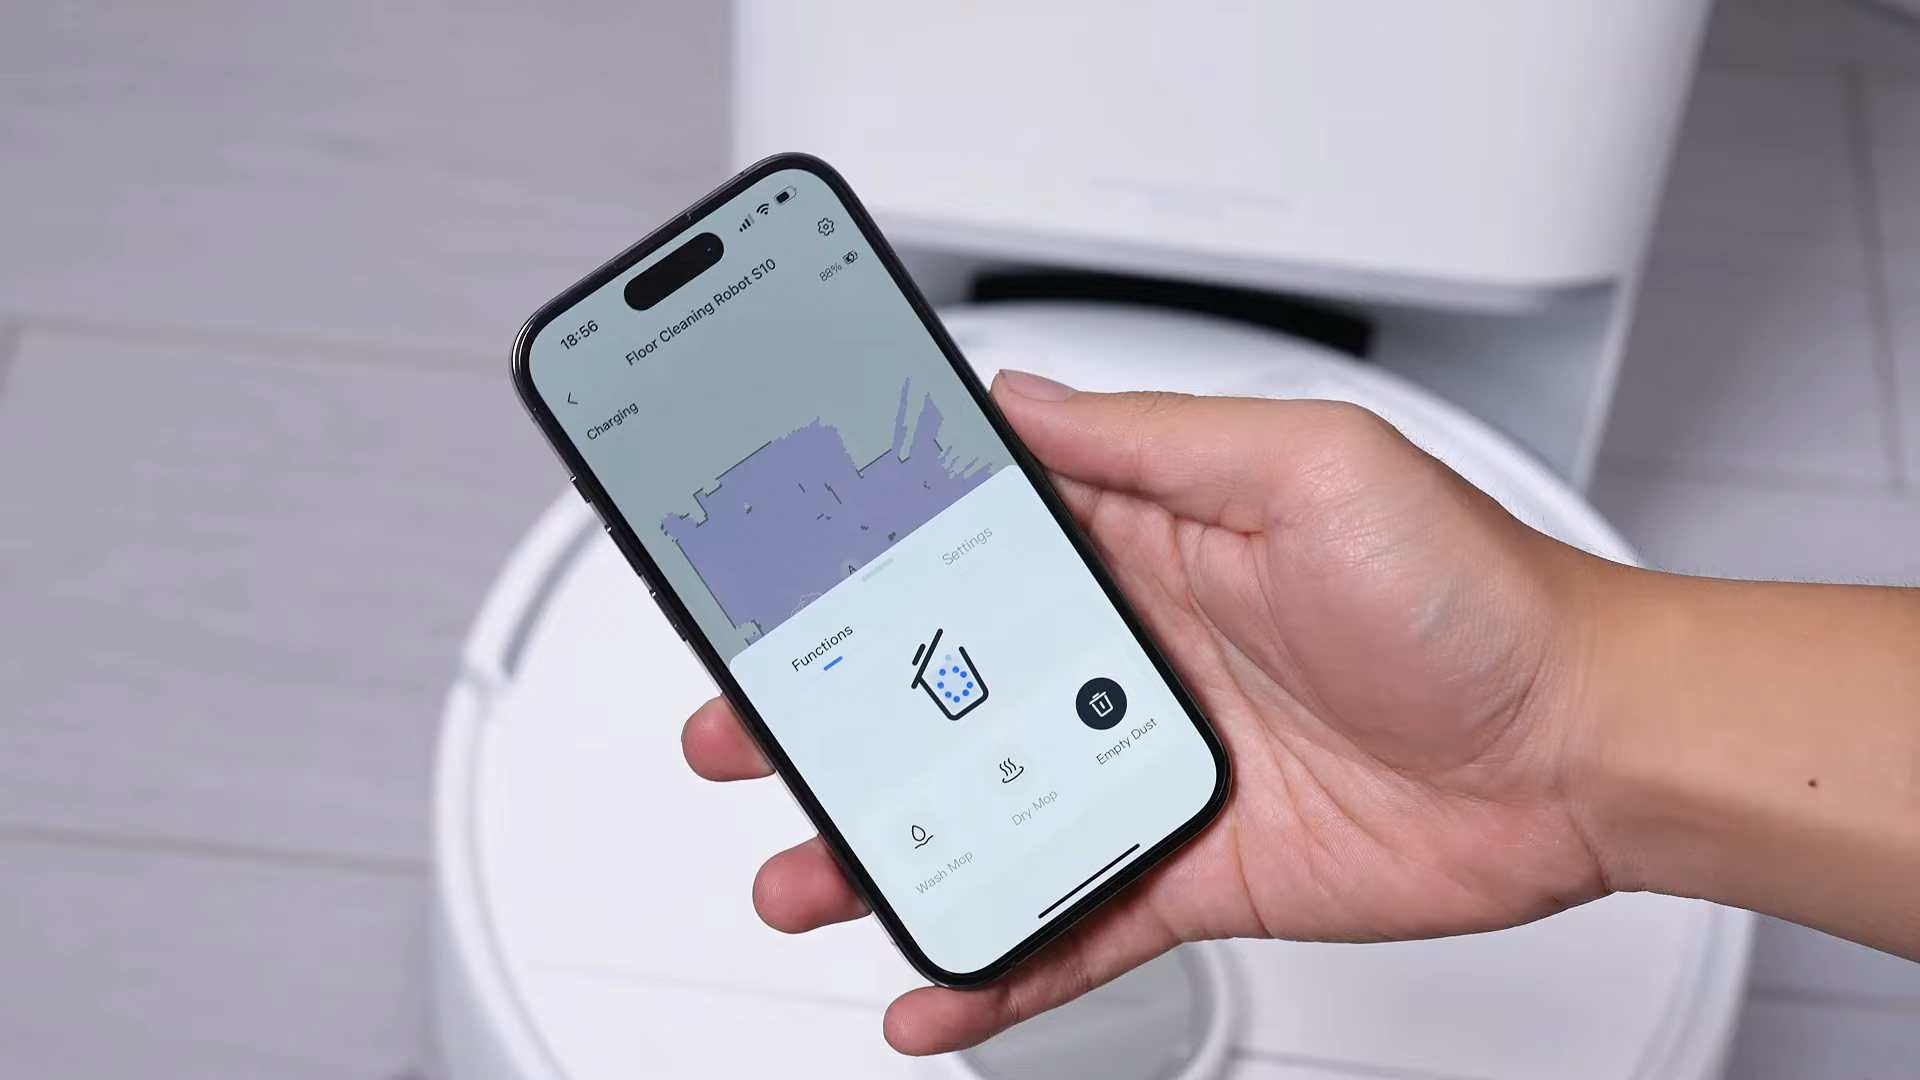 18:56
Floor Cleaning Robot S10
88%
Charging
A
Functions
Settings
Wash Mop
Dry Mop
Empty Dust